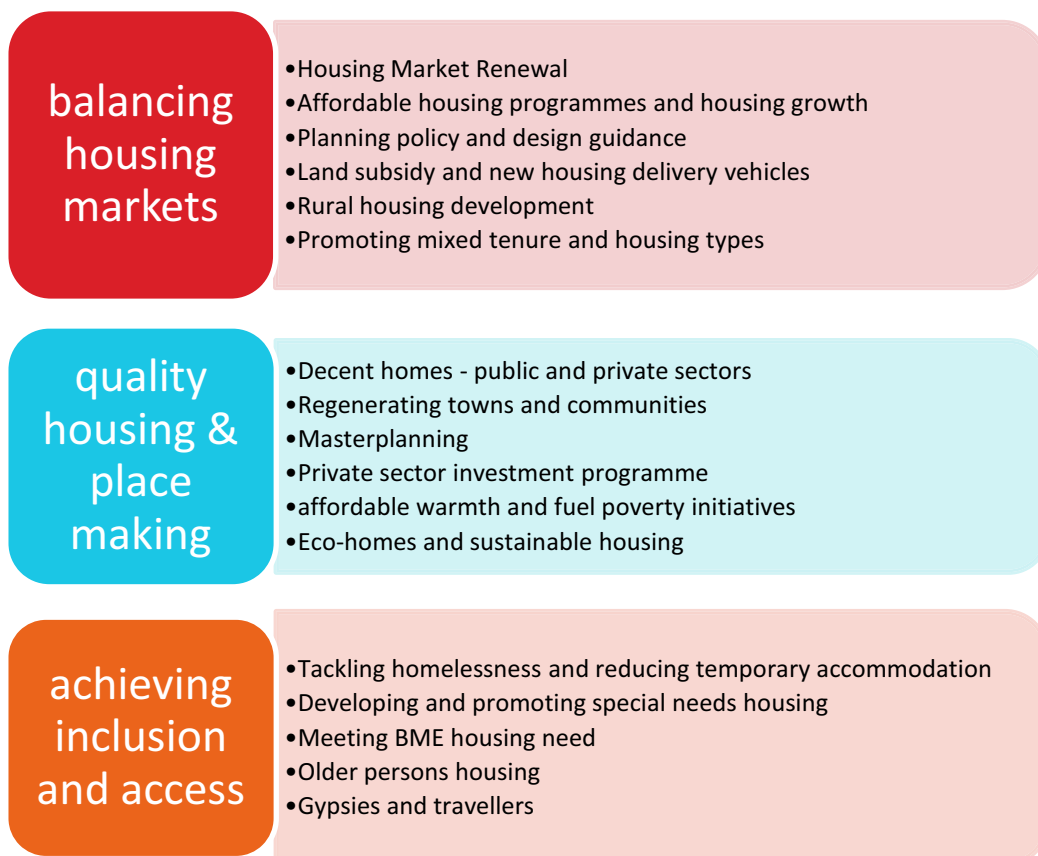 balancing
housing
markets
•Housing Market Renewal
•Affordable housing programmes and housing growth
•Planning policy and design guidance
•Land subsidy and new housing delivery vehicles
•Rural housing development
•Promoting mixed tenure and housing types
quality
housing &
place
making
•Decent homes - public and private sectors
•Regenerating towns and communities
•Masterplanning
•Private sector investment programme
•affordable warmth and fuel poverty initiatives
•Eco-homes and sustainable housing
achieving
inclusion
and access
•Tackling homelessness and reducing temporary accommodation
•Developing and promoting special needs housing
•Meeting BME housing need
•Older persons housing
•Gypsies and travellers